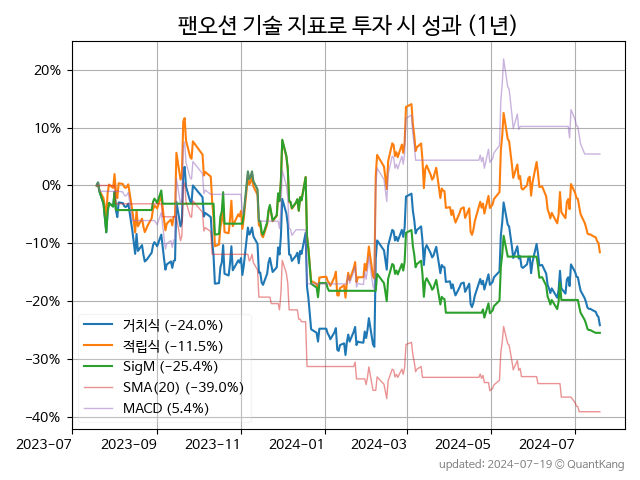 팬오션 기술 지표로 투자 시 성과 (1년)
20%
10%
0%
−10%
−20%
−30%
−40%
거치식 (−24.0%)
적립식 (−11.5%)
SigM (−25.4%)
SMA(20) (−39.0%)
MACD (5.4%)
2023−07 2023−09 2023−11 2024−01 2024−03 2024−05 2024−07
updated: 2024-07-19 © QuantKang